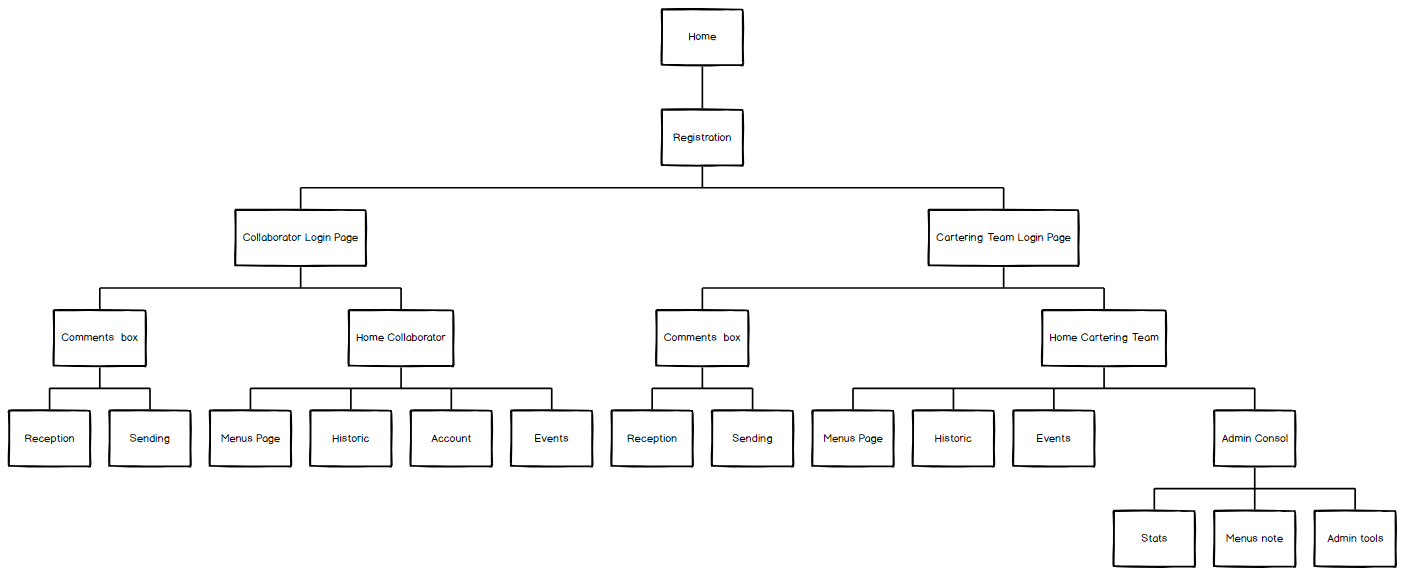 Home
Registration
Collaborator Login Page
Cartering Team Login Page
Comments box
Home Collaborator
Comments box
Home Cartering Team
Reception
Sending
Menus Page
Historic
Account
Events
Reception
Sending
Menus Page
Historic
Events
Admin Consol
Stats
Menus note
Admin tools